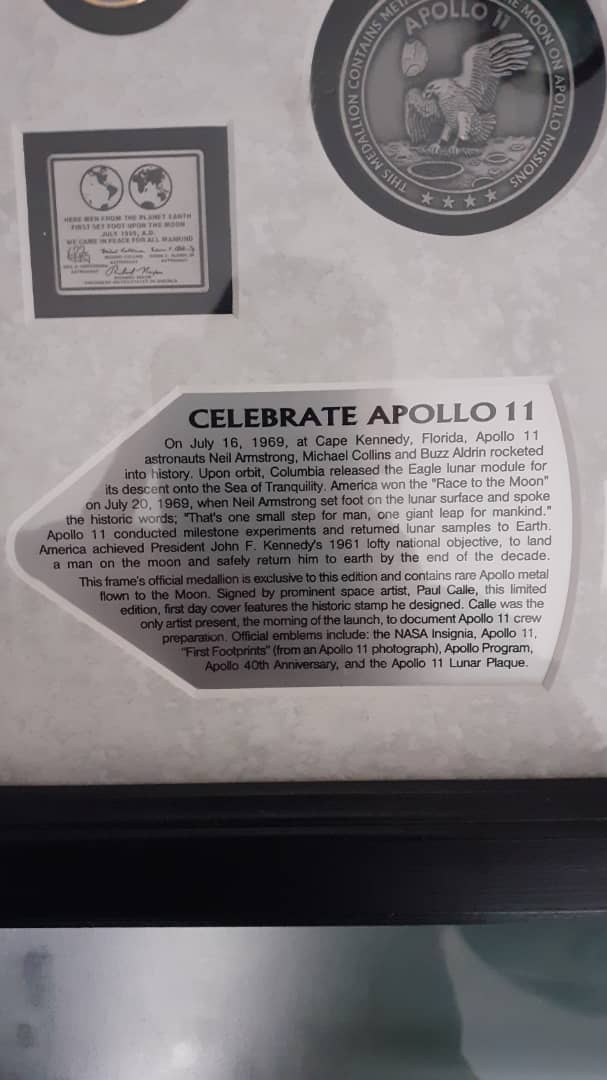 APOLLO 11
THIS MEDALLION CONTAINS MOON ON APOLLO MISSIONS
HERE MEN FROM THE PLANET EARTH
FIRST SET FOOT UPON THE MOON
JULY 1969, A.D.
WE CAME IN PEACE FOR ALL MANKIND
CELEBRATE APOLLO 11
On July 16, 1969, at Cape Kennedy, Florida, Apollo 11
astronauts Neil Armstrong, Michael Collins and Buzz Aldrin rocketed
into history. Upon orbit, Columbia released the Eagle lunar module for
its descent onto the Sea of Tranquility. America won the "Race to the Moon"
on July 20, 1969, when Neil Armstrong set foot on the lunar surface and spoke
the historic words; "That's one small step for man, one giant leap for mankind."
Apollo 11 conducted milestone experiments and returned lunar samples to Earth.
America achieved President John F. Kennedy's 1961 lofty national objective, to land
a man on the moon and safely return him to earth by the end of the decade.
This frame's official medallion is exclusive to this edition and contains rare Apollo metal
flown to the Moon. Signed by prominent space artist, Paul Calle, this limited
edition, first day cover features the historic stamp he designed. Calle was the
only artist present, the morning of the launch, to document Apollo 11 crew
preparation. Official emblems include: the NASA Insignia, Apollo 11,
"First Footprints" (from an Apollo 11 photograph), Apollo Program,
Apollo 40th Anniversary, and the Apollo 11 Lunar Plaque.